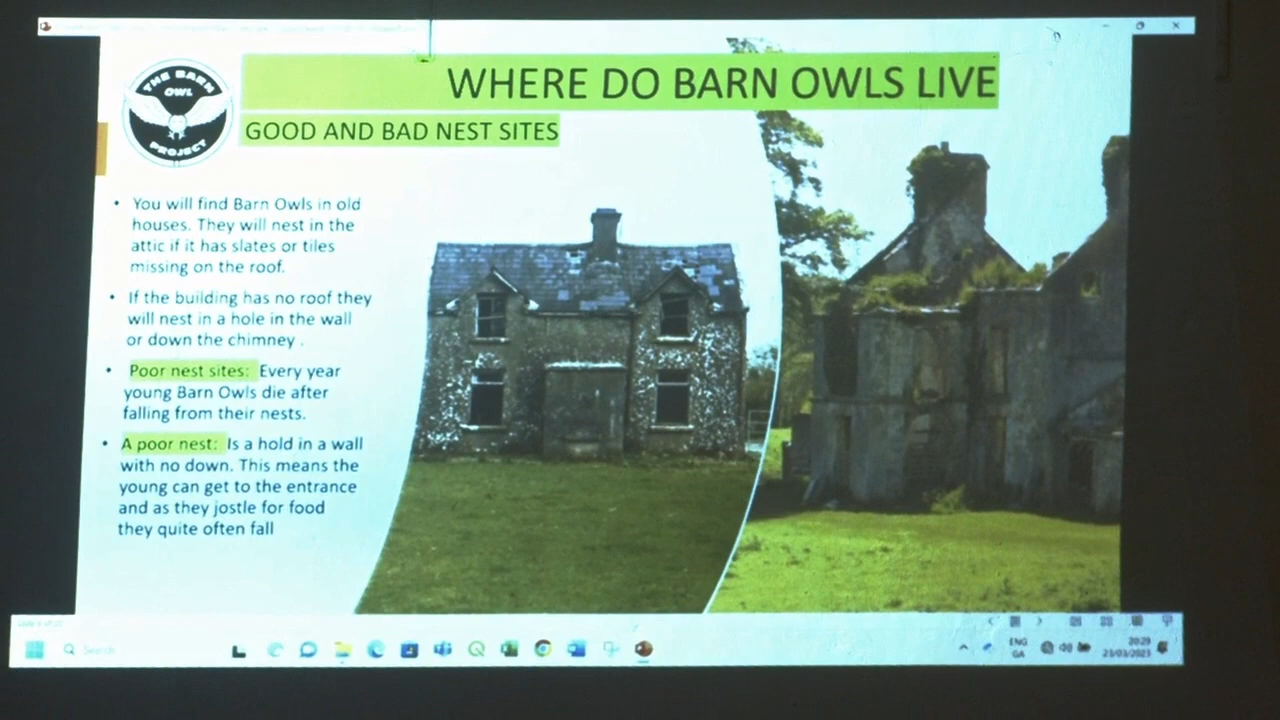 THE BARN
OWL
PROJECT
WHERE DO BARN OWLS LIVE
GOOD AND BAD NEST SITES
• You will find Barn Owls in old
houses. They will nest in the
attic if it has slates or tiles
missing on the roof.
• If the building has no roof they
will nest in a hole in the wall
or down the chimney .
• Poor nest sites: Every year
young Barn Owls die after
falling from their nests.
• A poor nest: Is a hold in a wall
with no down. This means the
young can get to the entrance
and as they jostle for food
they quite often fall
Search
ENG
GA
20:29
23/03/2023